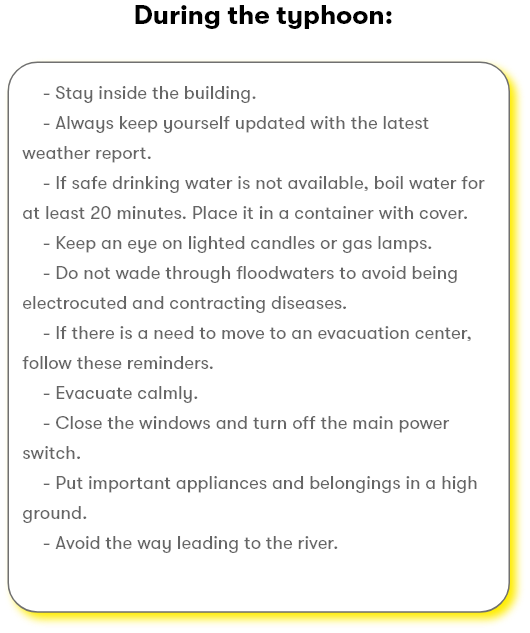 During the typhoon:
- Stay inside the building.
- Always keep yourself updated with the latest
weather report.
- If safe drinking water is not available, boil water for
at least 20 minutes. Place it in a container with cover.
- Keep an eye on lighted candles or gas lamps.
- Do not wade through floodwaters to avoid being
electrocuted and contracting diseases.
- If there is a need to move to an evacuation center,
follow these reminders.
- Evacuate calmly.
- Close the windows and turn off the main power
switch.
- Put important appliances and belongings in a high
ground.
- Avoid the way leading to the river.